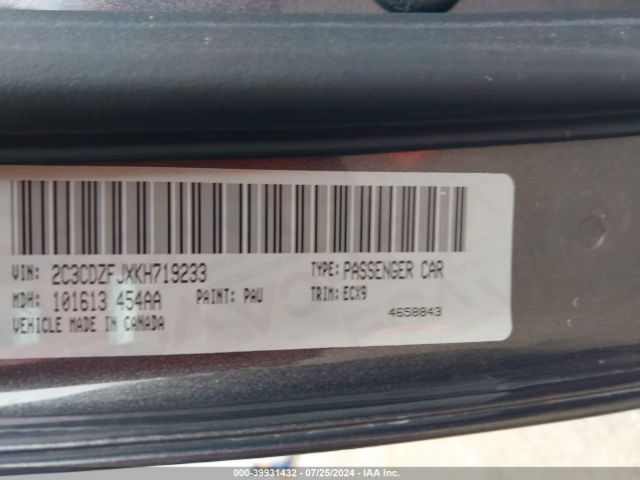 VIN: 2C3CDZFJXKH719233 TYPE: PASSENGER CAR
MDH: 101613 454AA PAINT: PAU TRIM: ECX9
VEHICLE MADE IN CANADA 4658843
000-39931432 - 07/25/2024 - IAA Inc.